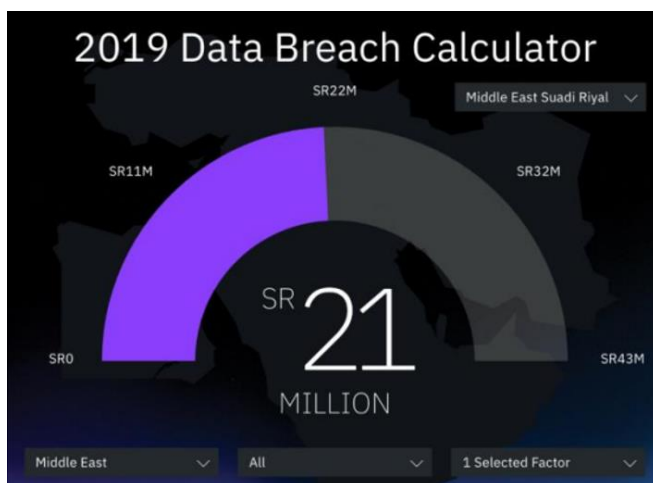 2019 Data Breach Calculator
SR22M
Middle East Suadi Riyal
SR11M
SR32M
SR 21
SR0
SR43M
MILLION
Middle East
All
1 Selected Factor